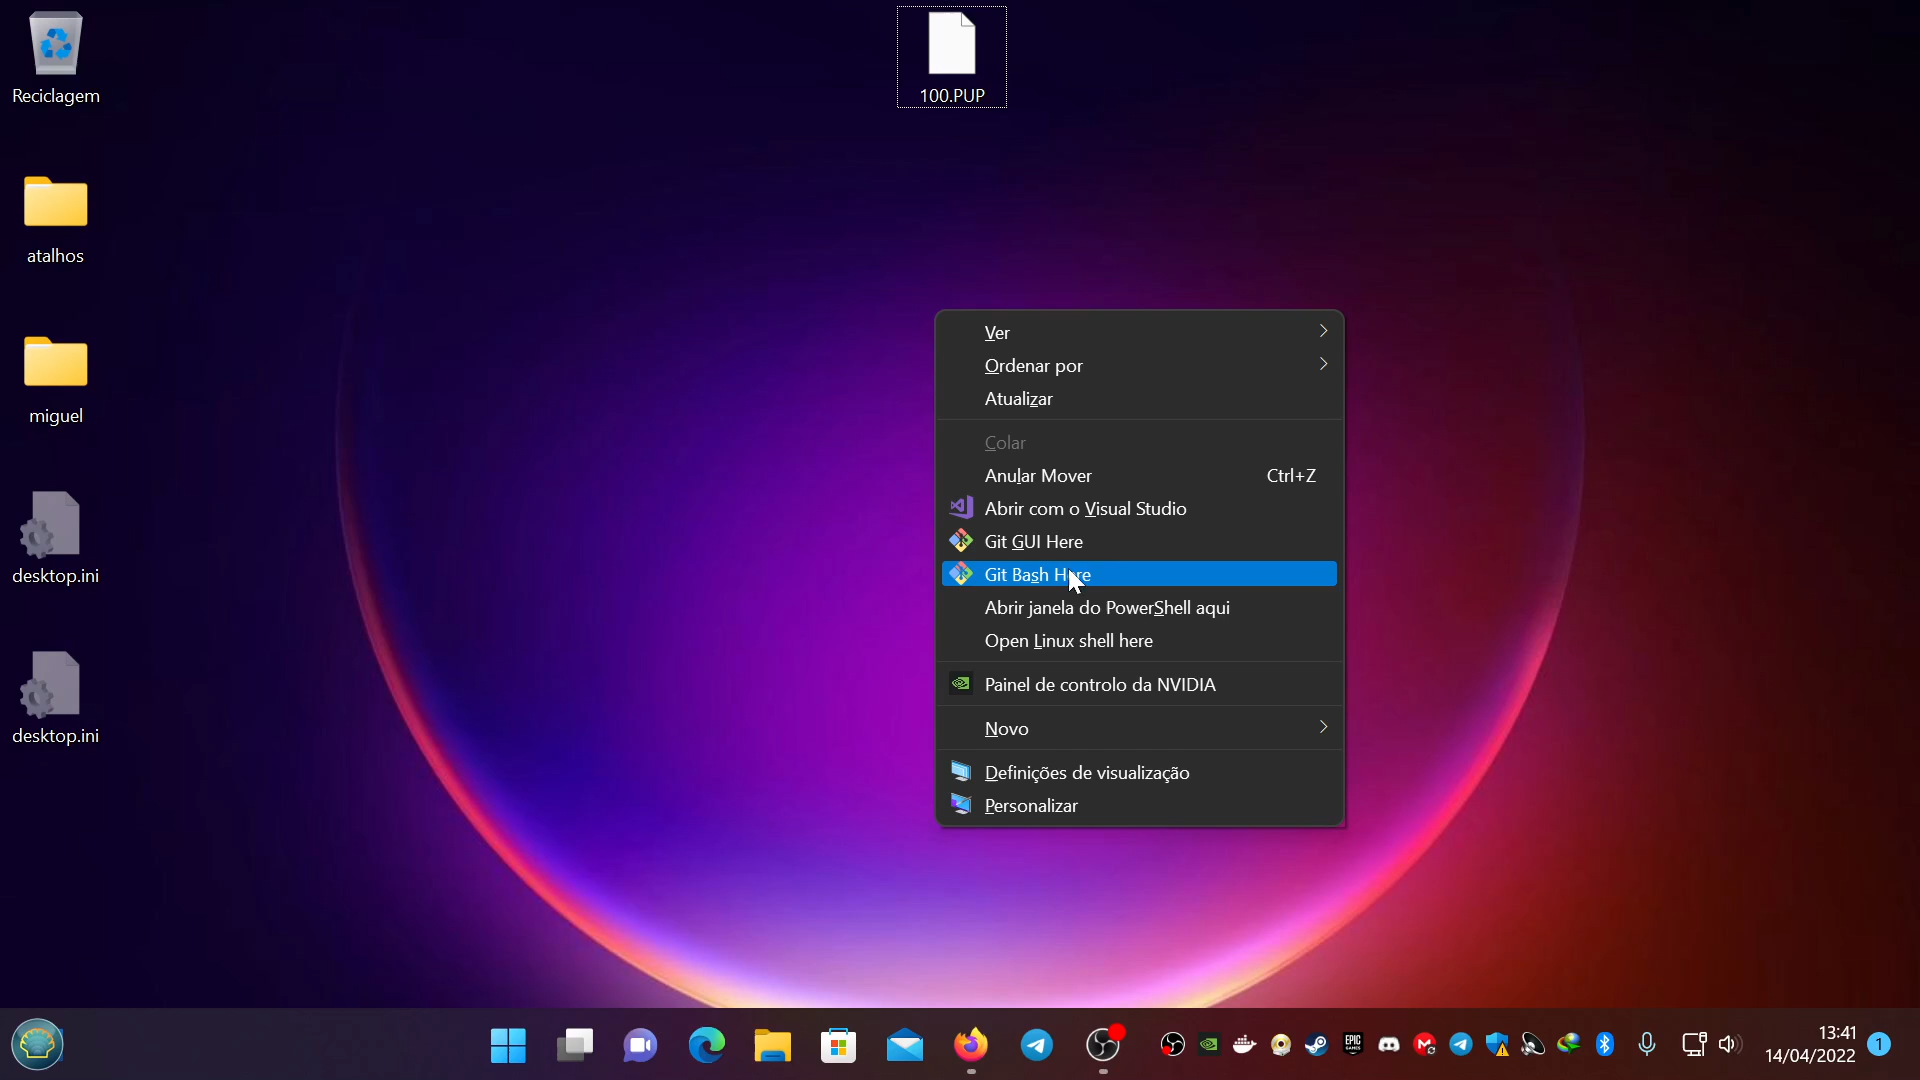 Reciclagem
100.PUP
atalhos
miguel
desktop.ini
desktop.ini
Ver
Ordenar por
Atualizar
Colar
Anular Mover Ctrl+Z
Abrir com o Visual Studio
Git GUI Here
Git Bash Here
Abrir janela do PowerShell aqui
Open Linux shell here
Painel de controlo da NVIDIA
Novo
Definições de visualização
Personalizar
EPIC GAMES
13:41
14/04/2022
1